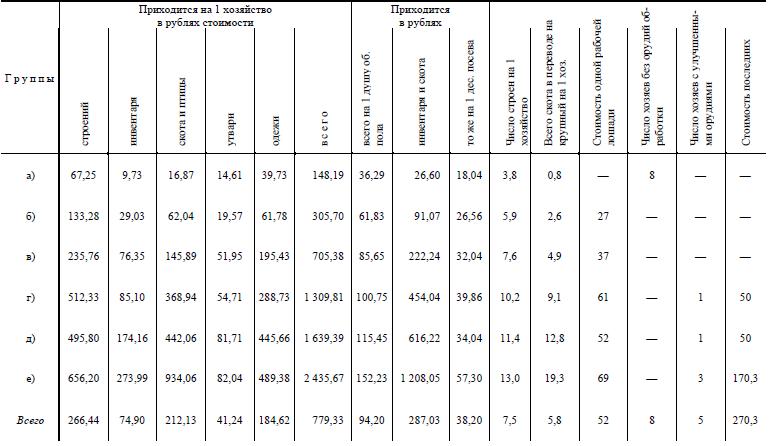 Группы
Приходится на 1 хозяйство
в рублях стоимости
Приходится
в рублях
строений
инвентаря
скота и птицы
утвари
одежи
всего
всего на 1 душу об.
пола
инвентаря и скота
то же на 1 дес. посева
Число строен на 1
хозяйство
Всего скота в переводе на
крупный на 1 хоз.
Стоимость одной рабочей
лошади
Число хозяев без орудий об-
работки
Число хозяев с улучшенны-
ми орудиями
Стоимость последних
а) 67,25 9,73 16,87 14,61 39,73 148,19 36,29 26,60 18,04 3,8 0,8 — 8 — —
б) 133,28 29,03 62,04 19,57 61,78 305,70 61,83 91,07 26,56 5,9 2,6 27 — — —
в) 235,76 76,35 145,89 51,95 195,43 705,38 85,65 222,24 32,04 7,6 4,9 37 — — —
г) 512,33 85,10 368,94 54,71 288,73 1 309,81 100,75 454,04 39,86 10,2 9,1 61 — 1 50
д) 495,80 174,16 442,06 81,71 445,66 1 639,39 115,45 616,22 34,04 11,4 12,8 52 — 1 50
е) 656,20 273,99 934,06 82,04 489,38 2 435,67 152,23 1 208,05 57,30 13,0 19,3 69 — 3 170,3
Всего 266,44 74,90 212,13 41,24 184,62 779,33 94,20 287,03 38,20 7,5 5,8 52 8 5 270,3